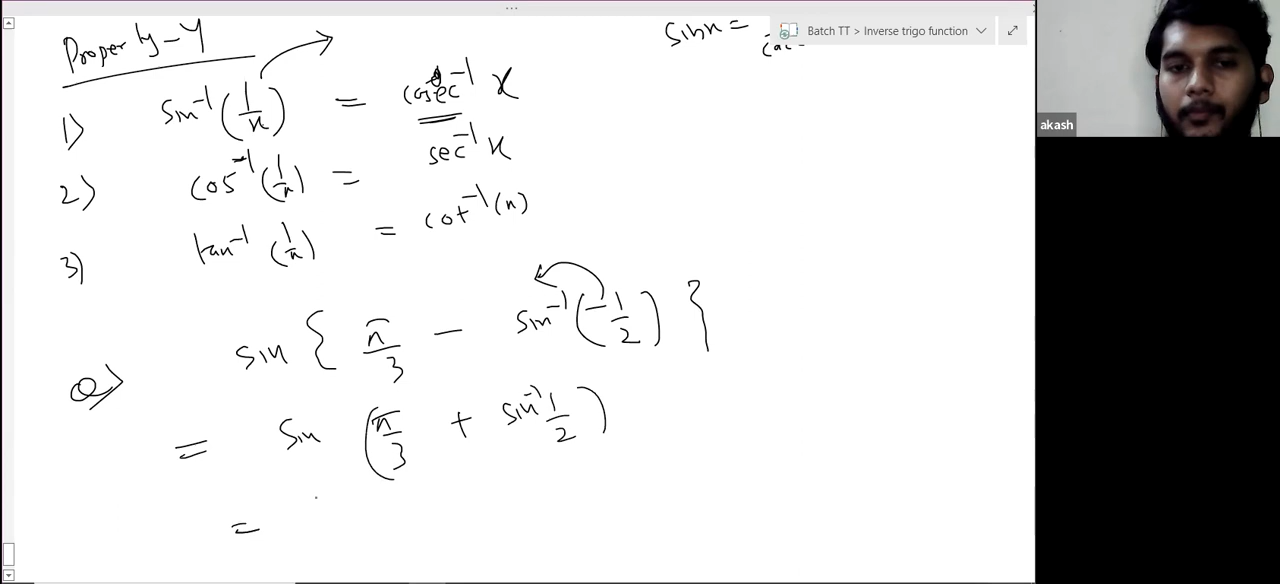 Property-4
sinx =
Batch TT > Inverse trigo function
1) sin⁻¹(1/x) = cosec⁻¹ x
2) cos⁻¹(1/x) = sec⁻¹ x
3) tan⁻¹(1/x) = cot⁻¹(x)
akash
Q) sin { π/3 − sin⁻¹(−1/2) }
= sin (π/3 + sin⁻¹ 1/2)
=